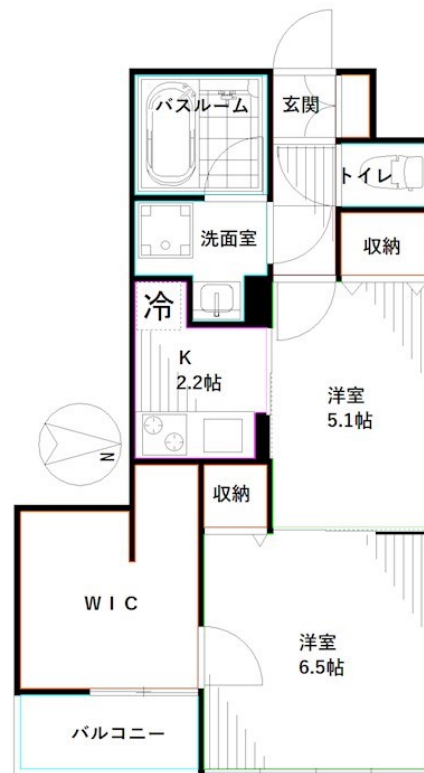 バスルーム
玄関
トイレ
洗面室
収納
冷
K
2.2帖
洋室
5.1帖
N
収納
WIC
洋室
6.5帖
バルコニー